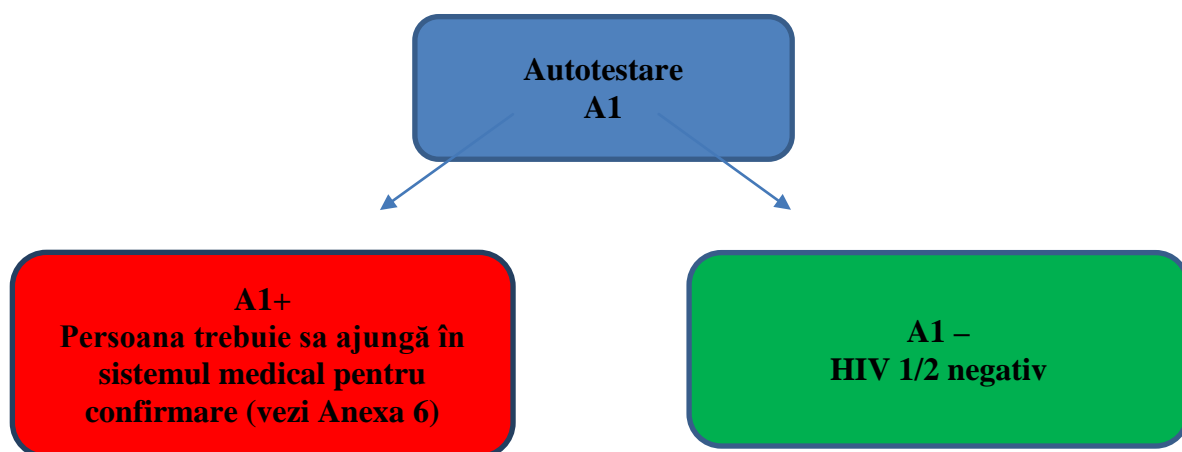 Autotestare
A1
A1+
Persoana trebuie sa ajungă în
sistemul medical pentru
confirmare (vezi Anexa 6)
A1 –
HIV 1/2 negativ